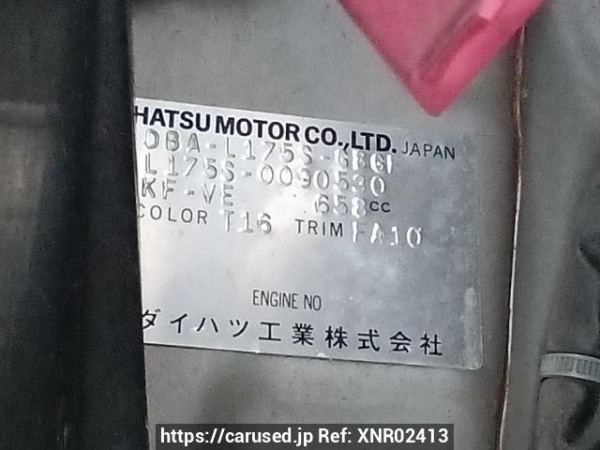 HATSU MOTOR CO.,LTD. JAPAN
DBA-L175S-GBGF
L175S-0090530
KF-VE 658CC
COLOR T16 TRIM FA10
ENGINE NO
ダイハツ工業株式会社
https://carused.jp Ref: XNR02413